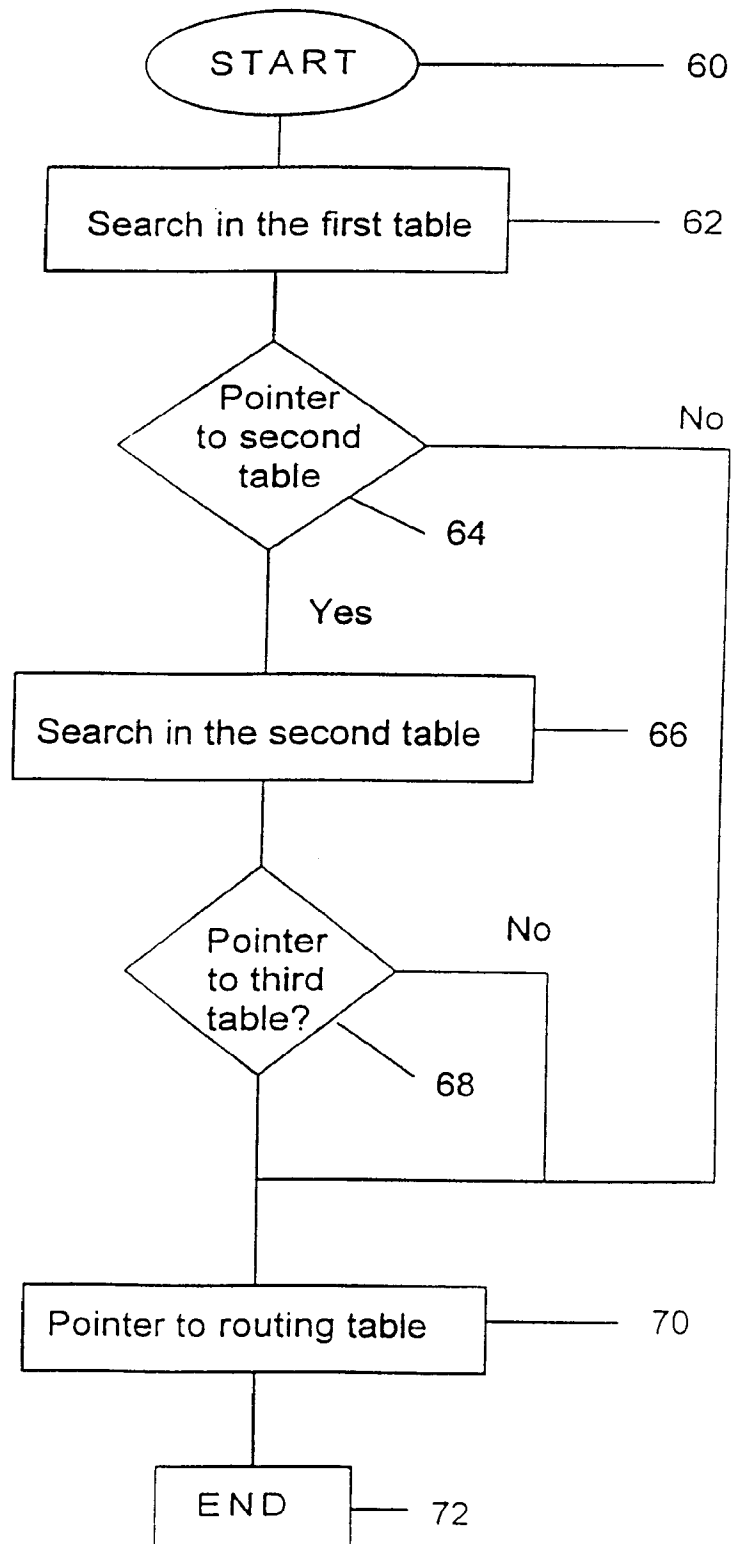 START
60
Search in the first table
62
Pointer
to second
table
No
64
Yes
Search in the second table
66
Pointer
to third
table?
No
68
Pointer to routing table
70
END
72